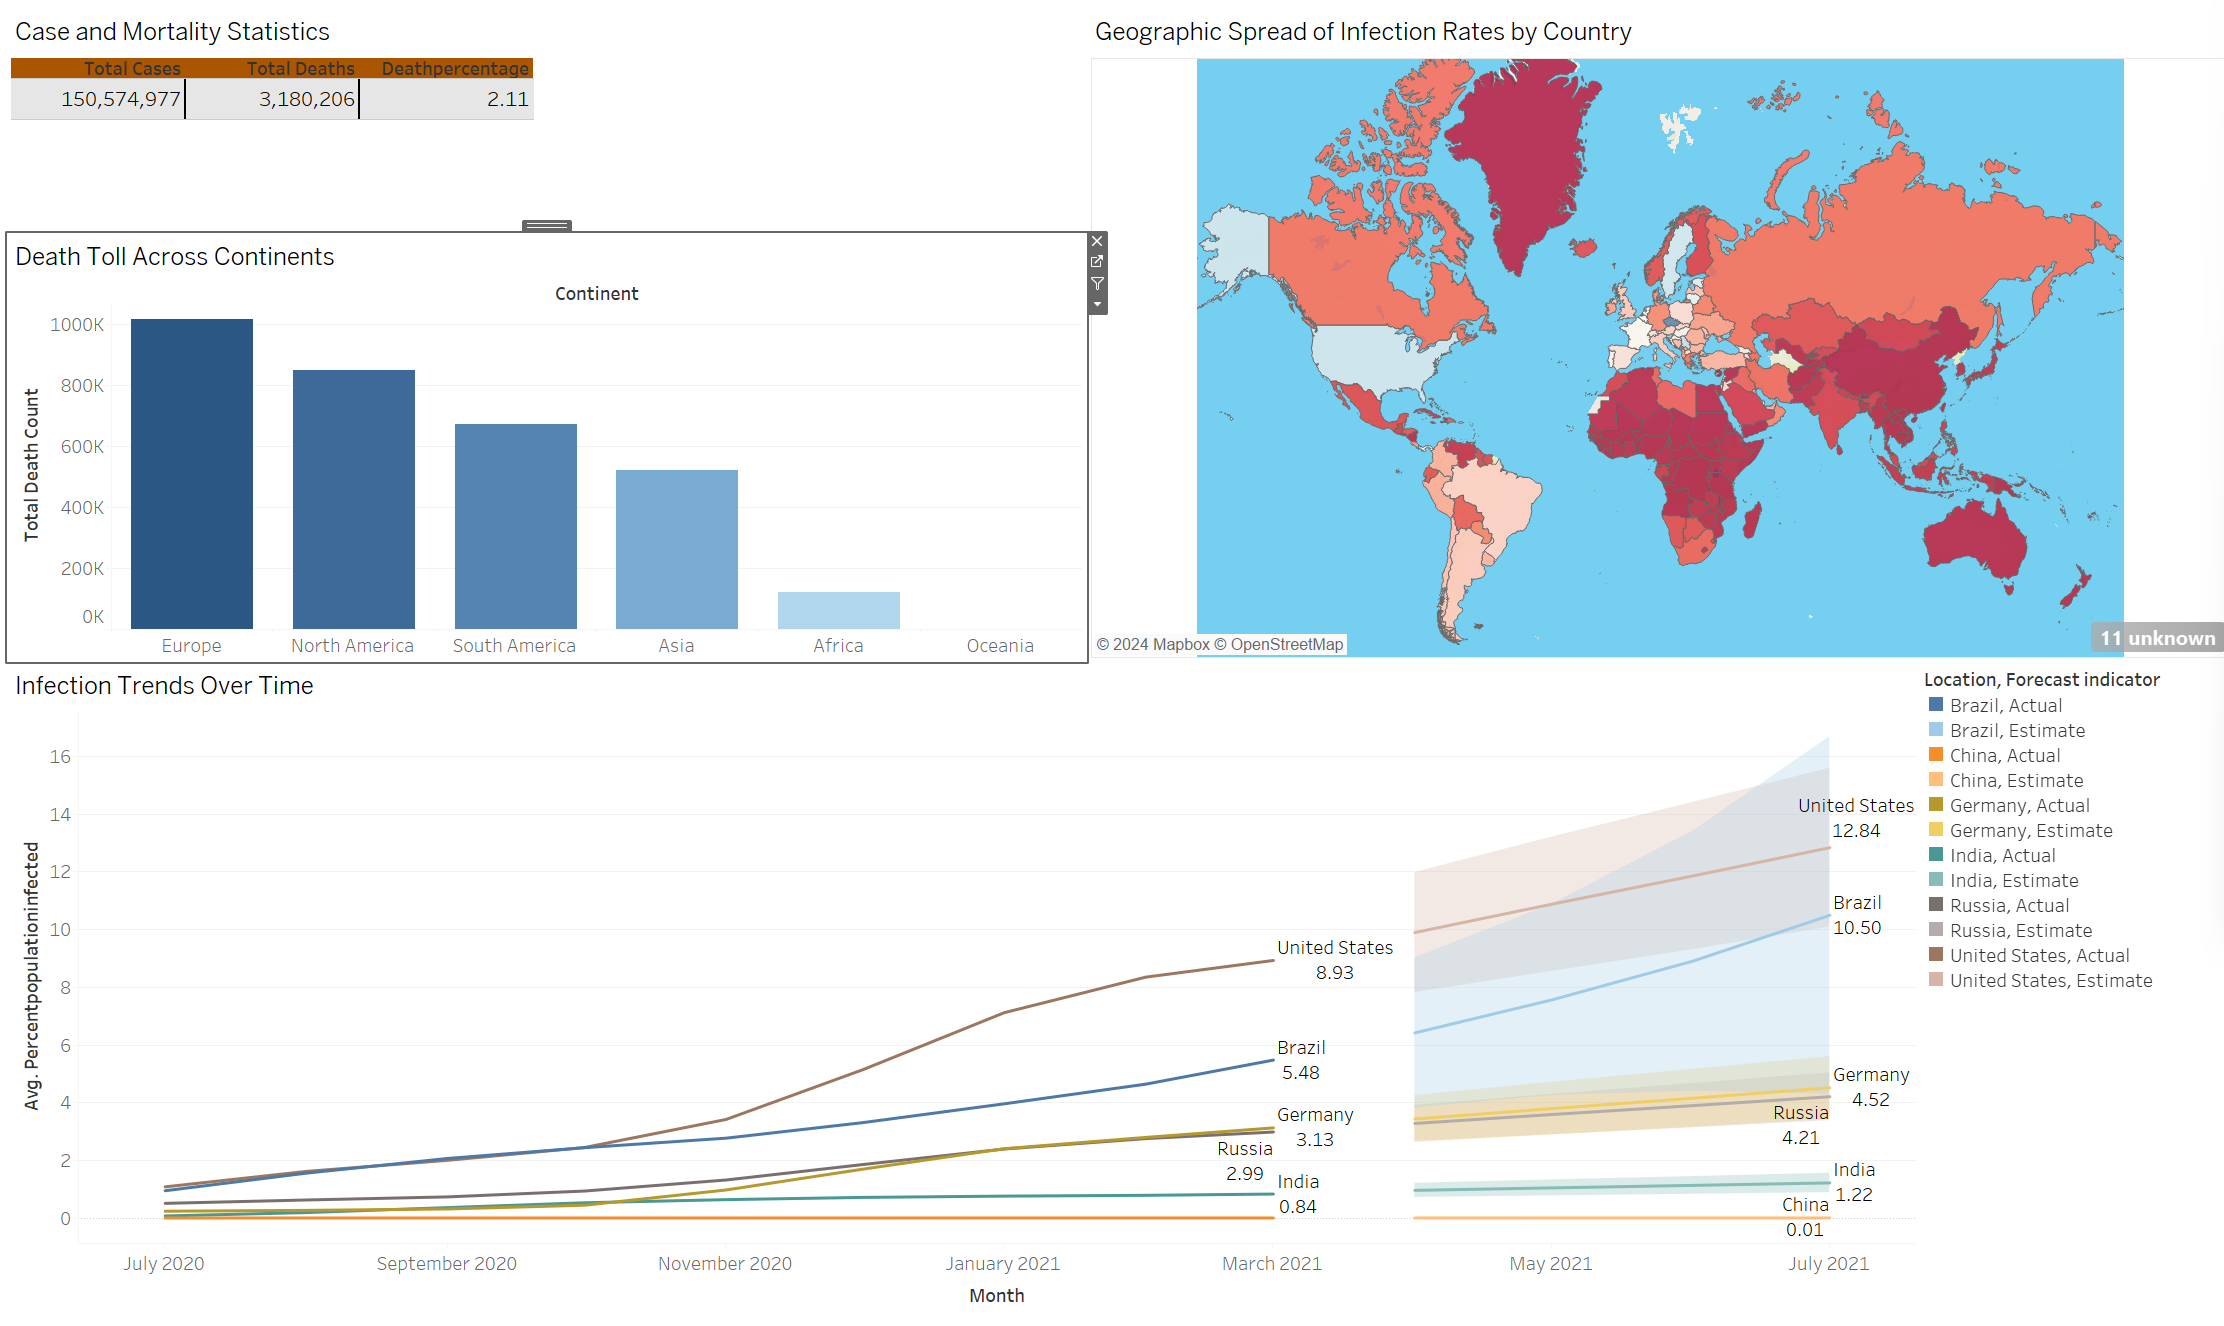 Case and Mortality Statistics
Total Cases Total Deaths Deathpercentage
150,574,977 3,180,206 2.11
Geographic Spread of Infection Rates by Country
© 2024 Mapbox © OpenStreetMap
11 unknown
Death Toll Across Continents
Continent
Total Death Count
1000K
800K
600K
400K
200K
0K
Europe North America South America Asia Africa Oceania
Infection Trends Over Time
Avg. Percentpopulationinfected
16
14
12
10
8
6
4
2
0
United States
8.93
Brazil
5.48
Germany
3.13
Russia
2.99
India
0.84
United States
12.84
Brazil
10.50
Germany
4.52
Russia
4.21
India
1.22
China
0.01
July 2020 September 2020 November 2020 January 2021 March 2021 May 2021 July 2021
Month
Location, Forecast indicator
Brazil, Actual
Brazil, Estimate
China, Actual
China, Estimate
Germany, Actual
Germany, Estimate
India, Actual
India, Estimate
Russia, Actual
Russia, Estimate
United States, Actual
United States, Estimate